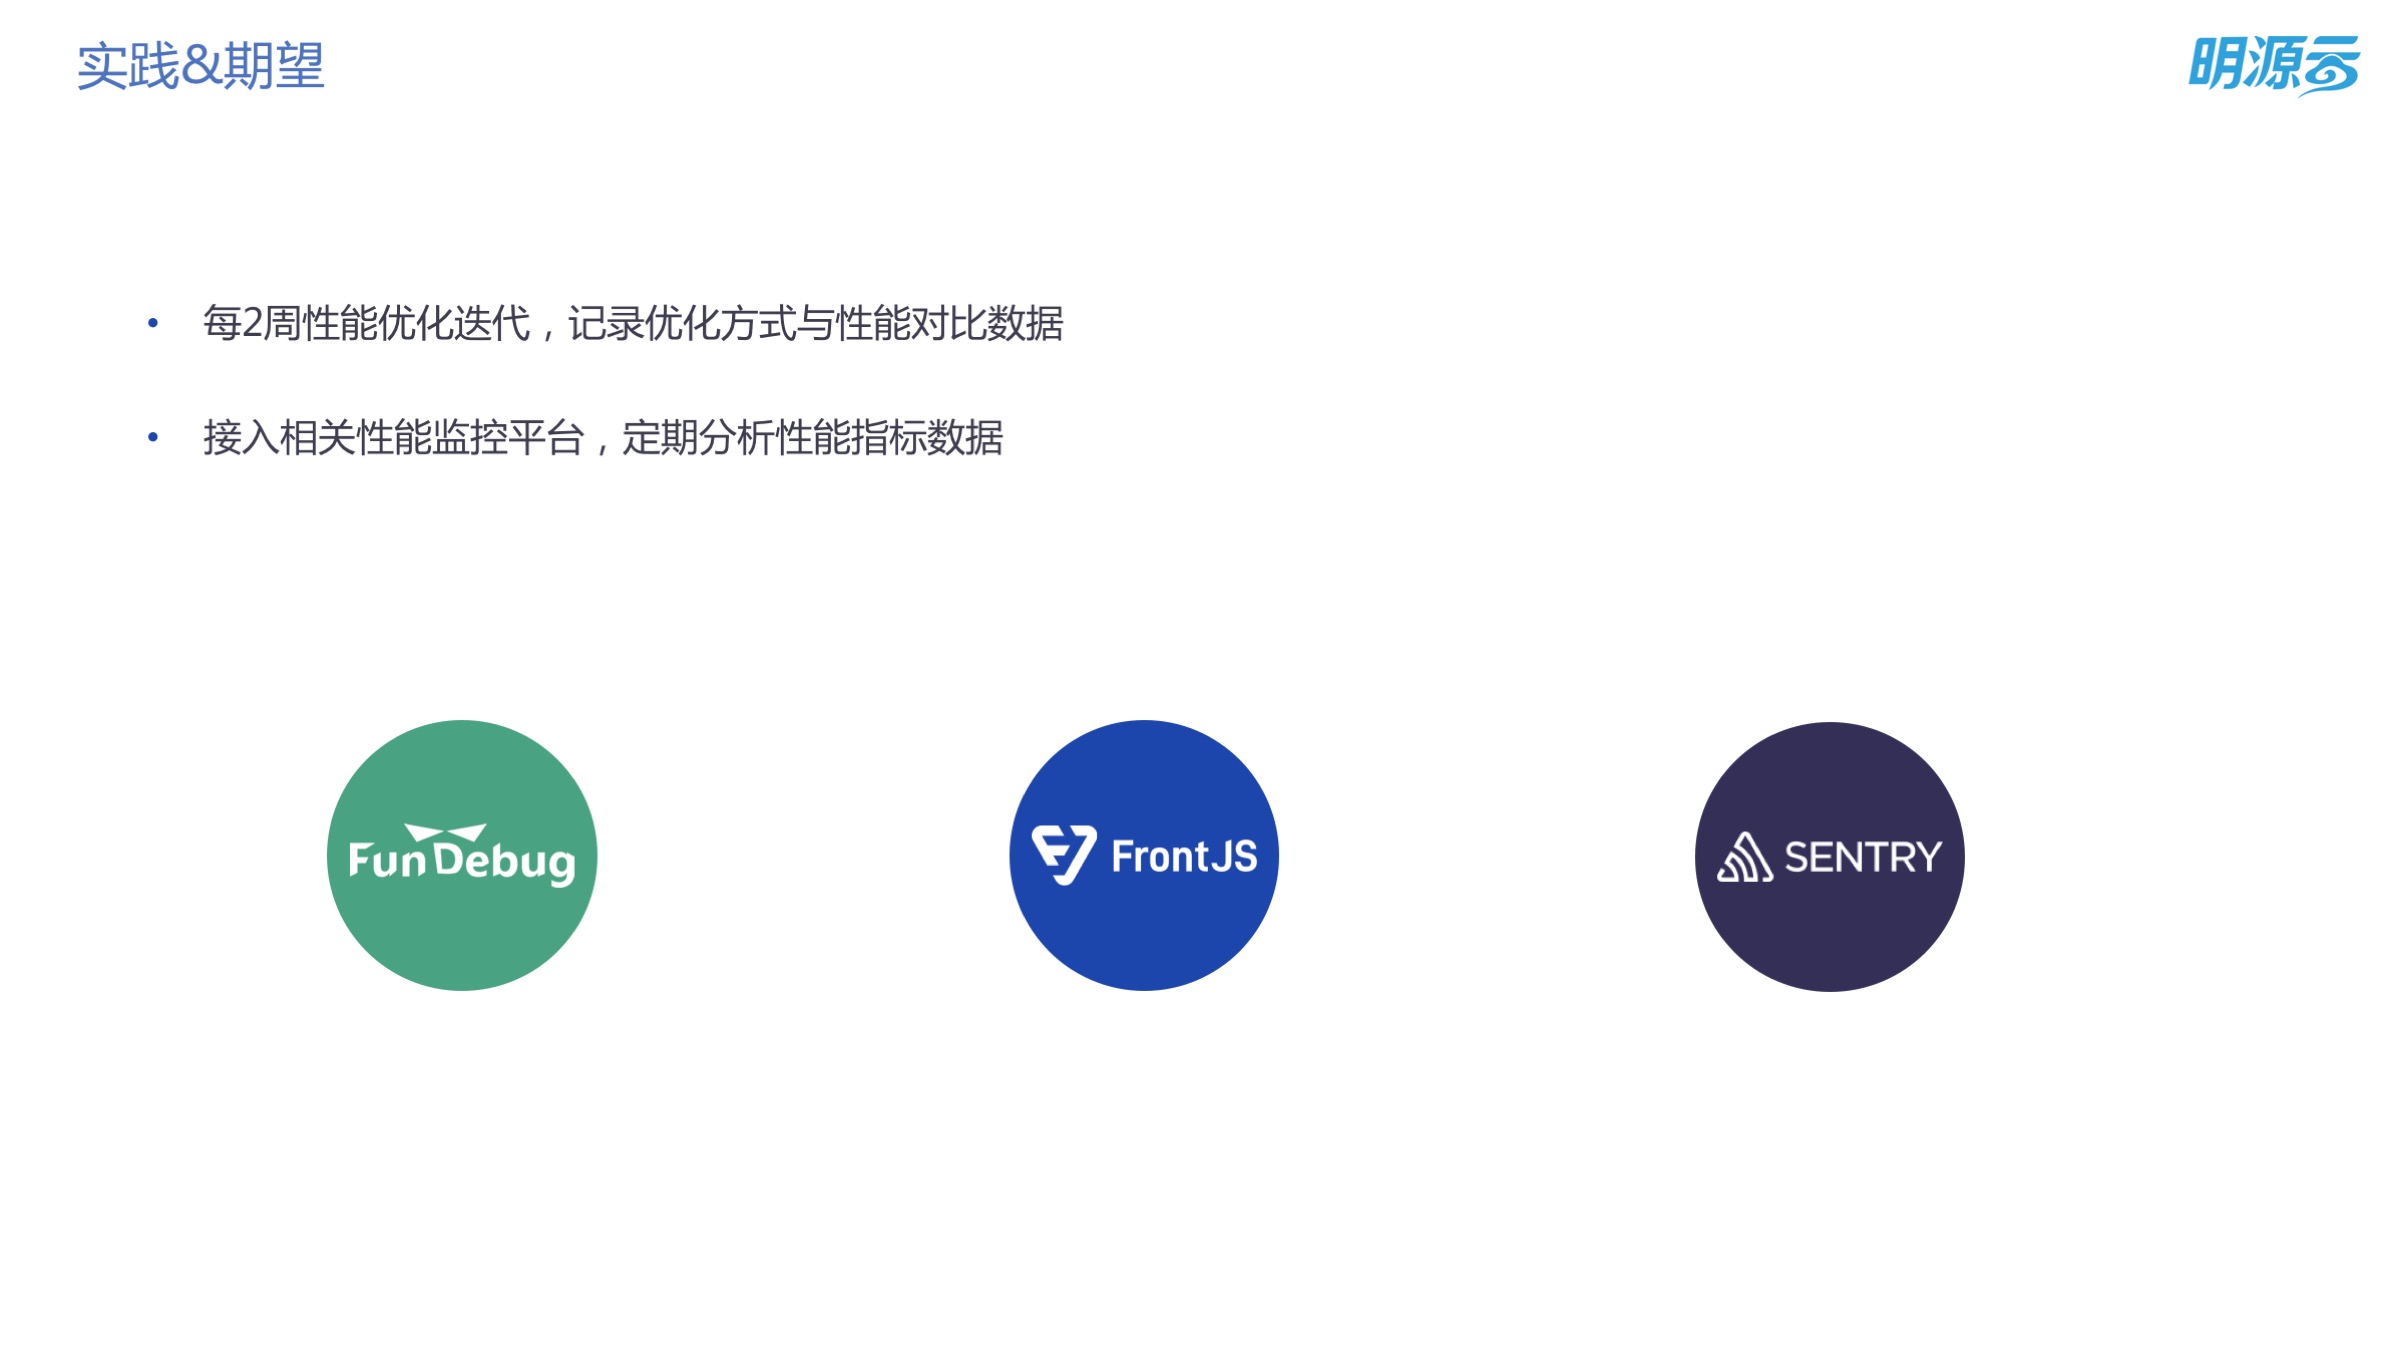 实践&期望
明源云
• 每2周性能优化迭代，记录优化方式与性能对比数据
• 接入相关性能监控平台，定期分析性能指标数据
FunDebug
FrontJS
SENTRY